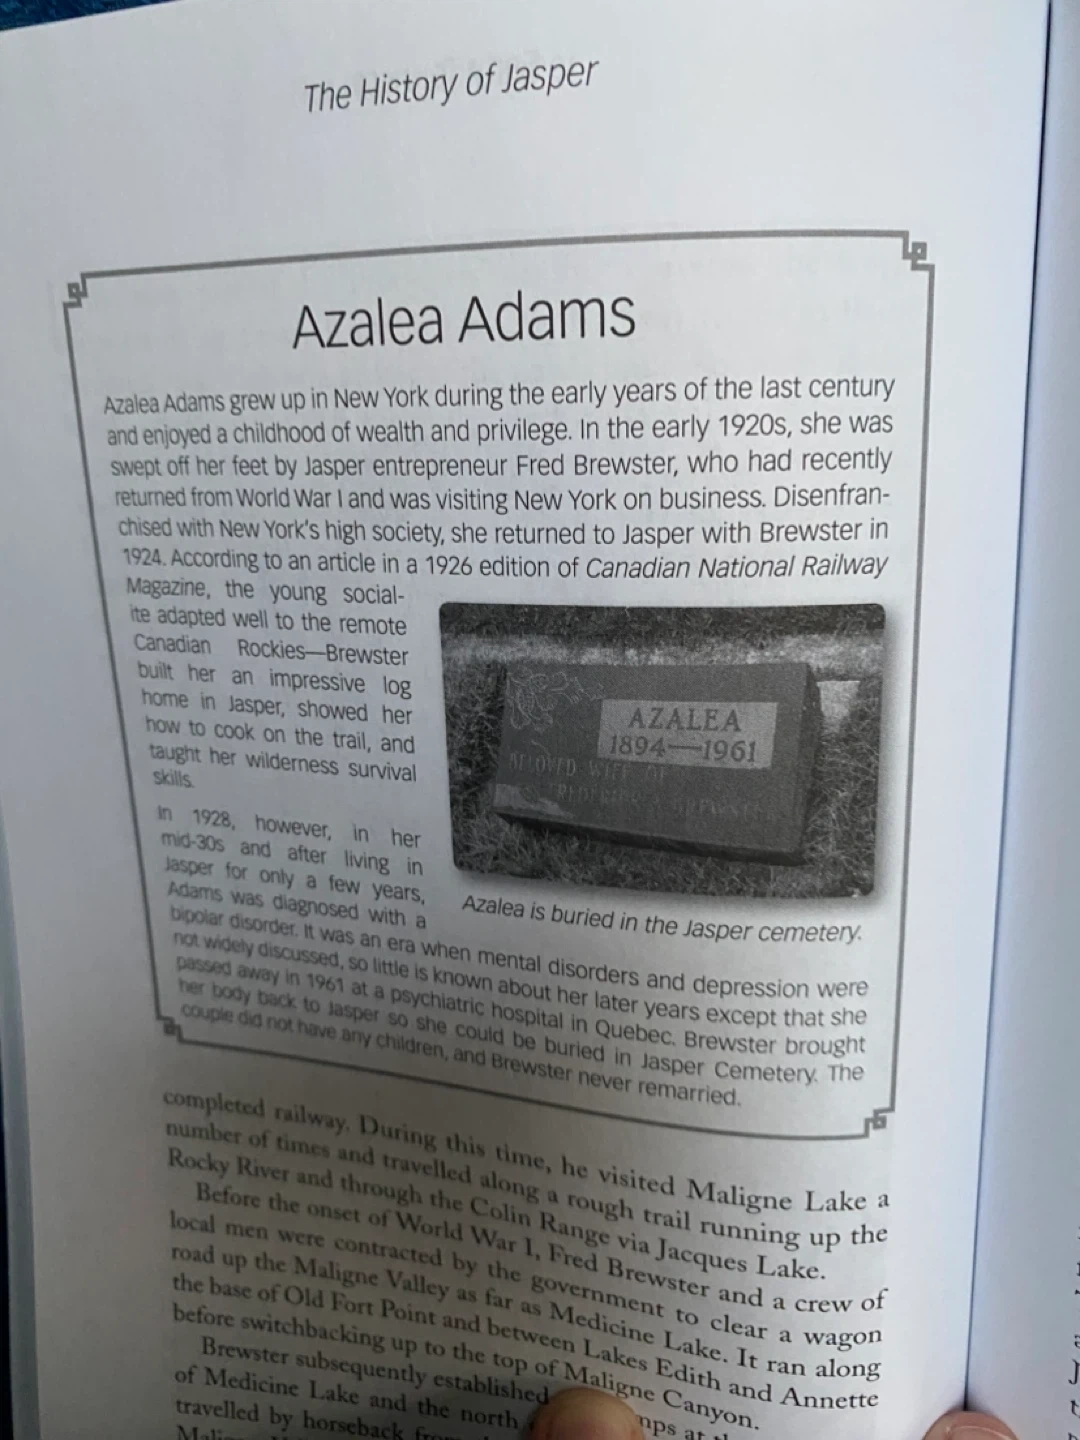 The History of Jasper
Azalea Adams
Azalea Adams grew up in New York during the early years of the last century
and enjoyed a childhood of wealth and privilege. In the early 1920s, she was
swept off her feet by Jasper entrepreneur Fred Brewster, who had recently
returned from World War I and was visiting New York on business. Disenfran-
chised with New York's high society, she returned to Jasper with Brewster in
1924. According to an article in a 1926 edition of Canadian National Railway
Magazine, the young social-
ite adapted well to the remote
Canadian Rockies—Brewster
built her an impressive log
home in Jasper, showed her
how to cook on the trail, and
taught her wilderness survival
skills.
In 1928, however, in her
mid-30s and after living in
Jasper for only a few years,
Adams was diagnosed with a
bipolar disorder. It was an era when mental disorders and depression were
not widely discussed, so little is known about her later years except that she
passed away in 1961 at a psychiatric hospital in Quebec. Brewster brought
her body back to Jasper so she could be buried in Jasper Cemetery. The
couple did not have any children, and Brewster never remarried.
AZALEA
1894—1961
BELOVED WIFE OF
Azalea is buried in the Jasper cemetery.
completed railway. During this time, he visited Maligne Lake a
number of times and travelled along a rough trail running up the
Rocky River and through the Colin Range via Jacques Lake.
Before the onset of World War I, Fred Brewster and a crew of
local men were contracted by the government to clear a wagon
road up the Maligne Valley as far as Medicine Lake. It ran along
the base of Old Fort Point and between Lakes Edith and Annette
before switchbacking up to the top of Maligne Canyon.
Brewster subsequently established at
of Medicine Lake and the north
travelled by horseback